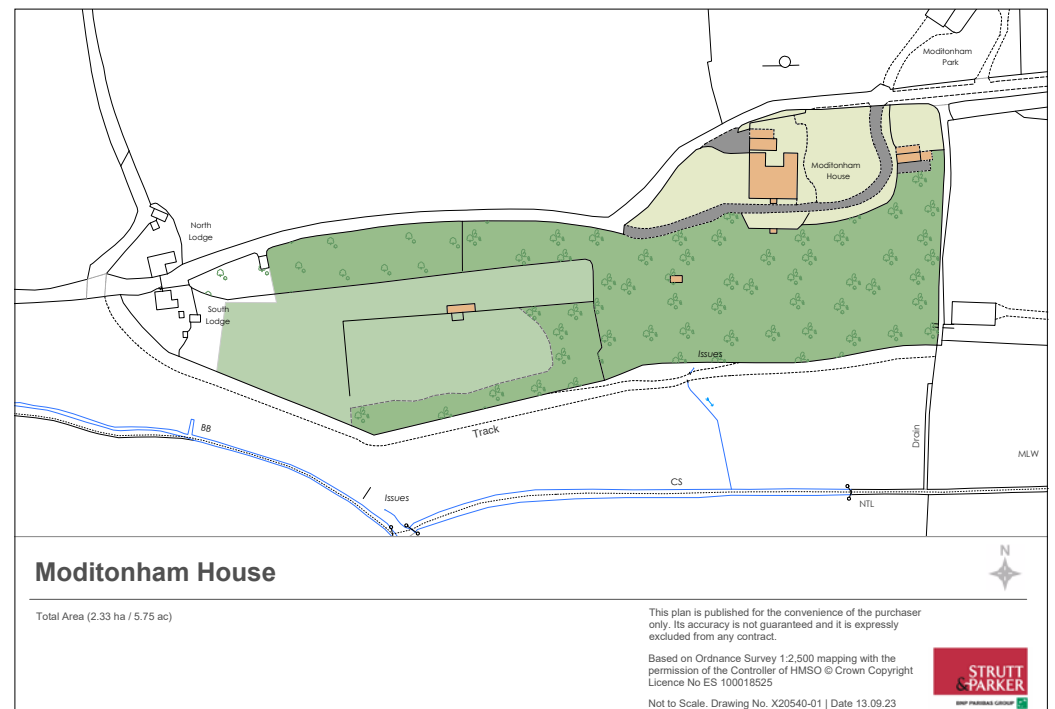 Moditonham
Park
Moditonham
House
North
Lodge
South
Lodge
Issues
Track
BB
Drain
MLW
CS
Issues
NTL
Moditonham House
N
Total Area (2.33 ha / 5.75 ac)
This plan is published for the convenience of the purchaser
only. Its accuracy is not guaranteed and it is expressly
excluded from any contract.
Based on Ordnance Survey 1:2,500 mapping with the
permission of the Controller of HMSO © Crown Copyright
Licence No ES 100018525
Not to Scale. Drawing No. X20540-01 | Date 13.09.23
STRUTT
&PARKER
BNP PARIBAS GROUP